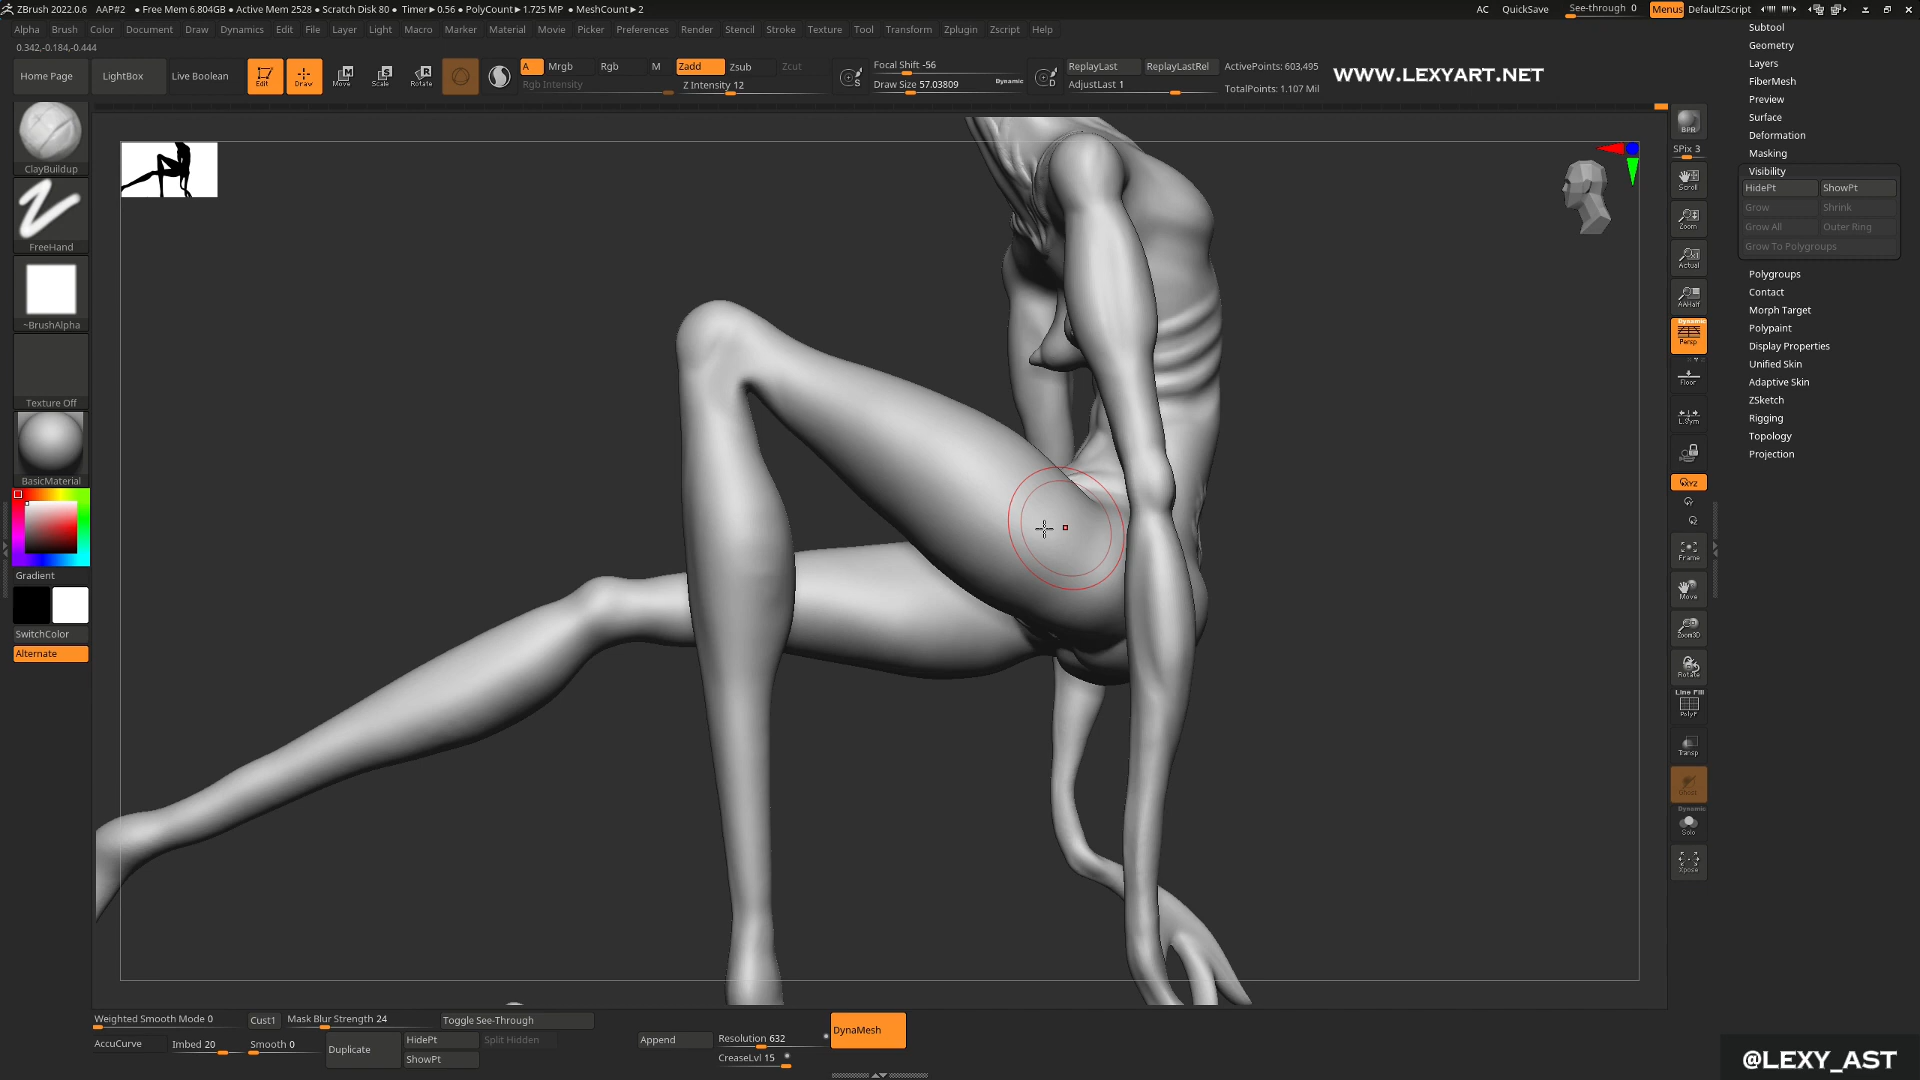 ZBrush 2022.0.6 AAP#2 ● Free Mem 6.804GB ● Active Mem 2528 ● Scratch Disk 80 ● Timer►0.56 ● PolyCount►1.725 MP ● MeshCount►2 AC QuickSave See-through 0 Menus DefaultZScript
Alpha Brush Color Document Draw Dynamics Edit File Layer Light Macro Marker Material Movie Picker Preferences Render Stencil Stroke Texture Tool Transform Zplugin Zscript Help
0.342,-0.184,-0.444
Home Page LightBox Live Boolean Edit Draw Move Scale Rotate
A Mrgb Rgb M Zadd Zsub Zcut
Rgb Intensity Z Intensity 12
S Focal Shift -56
Draw Size 57.03809 Dynamic
D ReplayLast ReplayLastRel ActivePoints: 603,495
AdjustLast 1 TotalPoints: 1.107 Mil
WWW.LEXYART.NET
ClayBuildup
FreeHand
~BrushAlpha
Texture Off
BasicMaterial
Gradient
SwitchColor
Alternate
BPR
SPix 3
Scroll
Zoom
Actual
AAHalf
Dynamic
Persp
Floor
L.Sym
XYZ
Frame
Move
Zoom3D
Rotate
Line Fill
PolyF
Transp
Ghost
Dynamic
Solo
Xpose
Subtool
Geometry
Layers
FiberMesh
Preview
Surface
Deformation
Masking
Visibility
HidePt ShowPt
Grow Shrink
Grow All Outer Ring
Grow To Polygroups
Polygroups
Contact
Morph Target
Polypaint
Display Properties
Unified Skin
Adaptive Skin
ZSketch
Rigging
Topology
Projection
Weighted Smooth Mode 0 Cust1 Mask Blur Strength 24 Toggle See-Through
AccuCurve Imbed 20 Smooth 0 Duplicate HidePt Split Hidden
ShowPt
Append Resolution 632 DynaMesh
CreaseLvl 15
@LEXY_AST